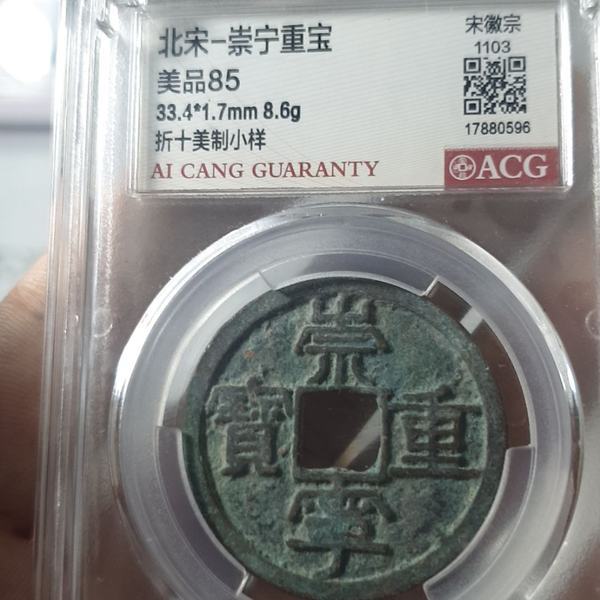 北宋-崇宁重宝
美品85
33.4*1.7mm 8.6g
折十美制小样
AI CANG GUARANTY
宋徽宗
1103
17880596
ACG
崇
重
寧
寳